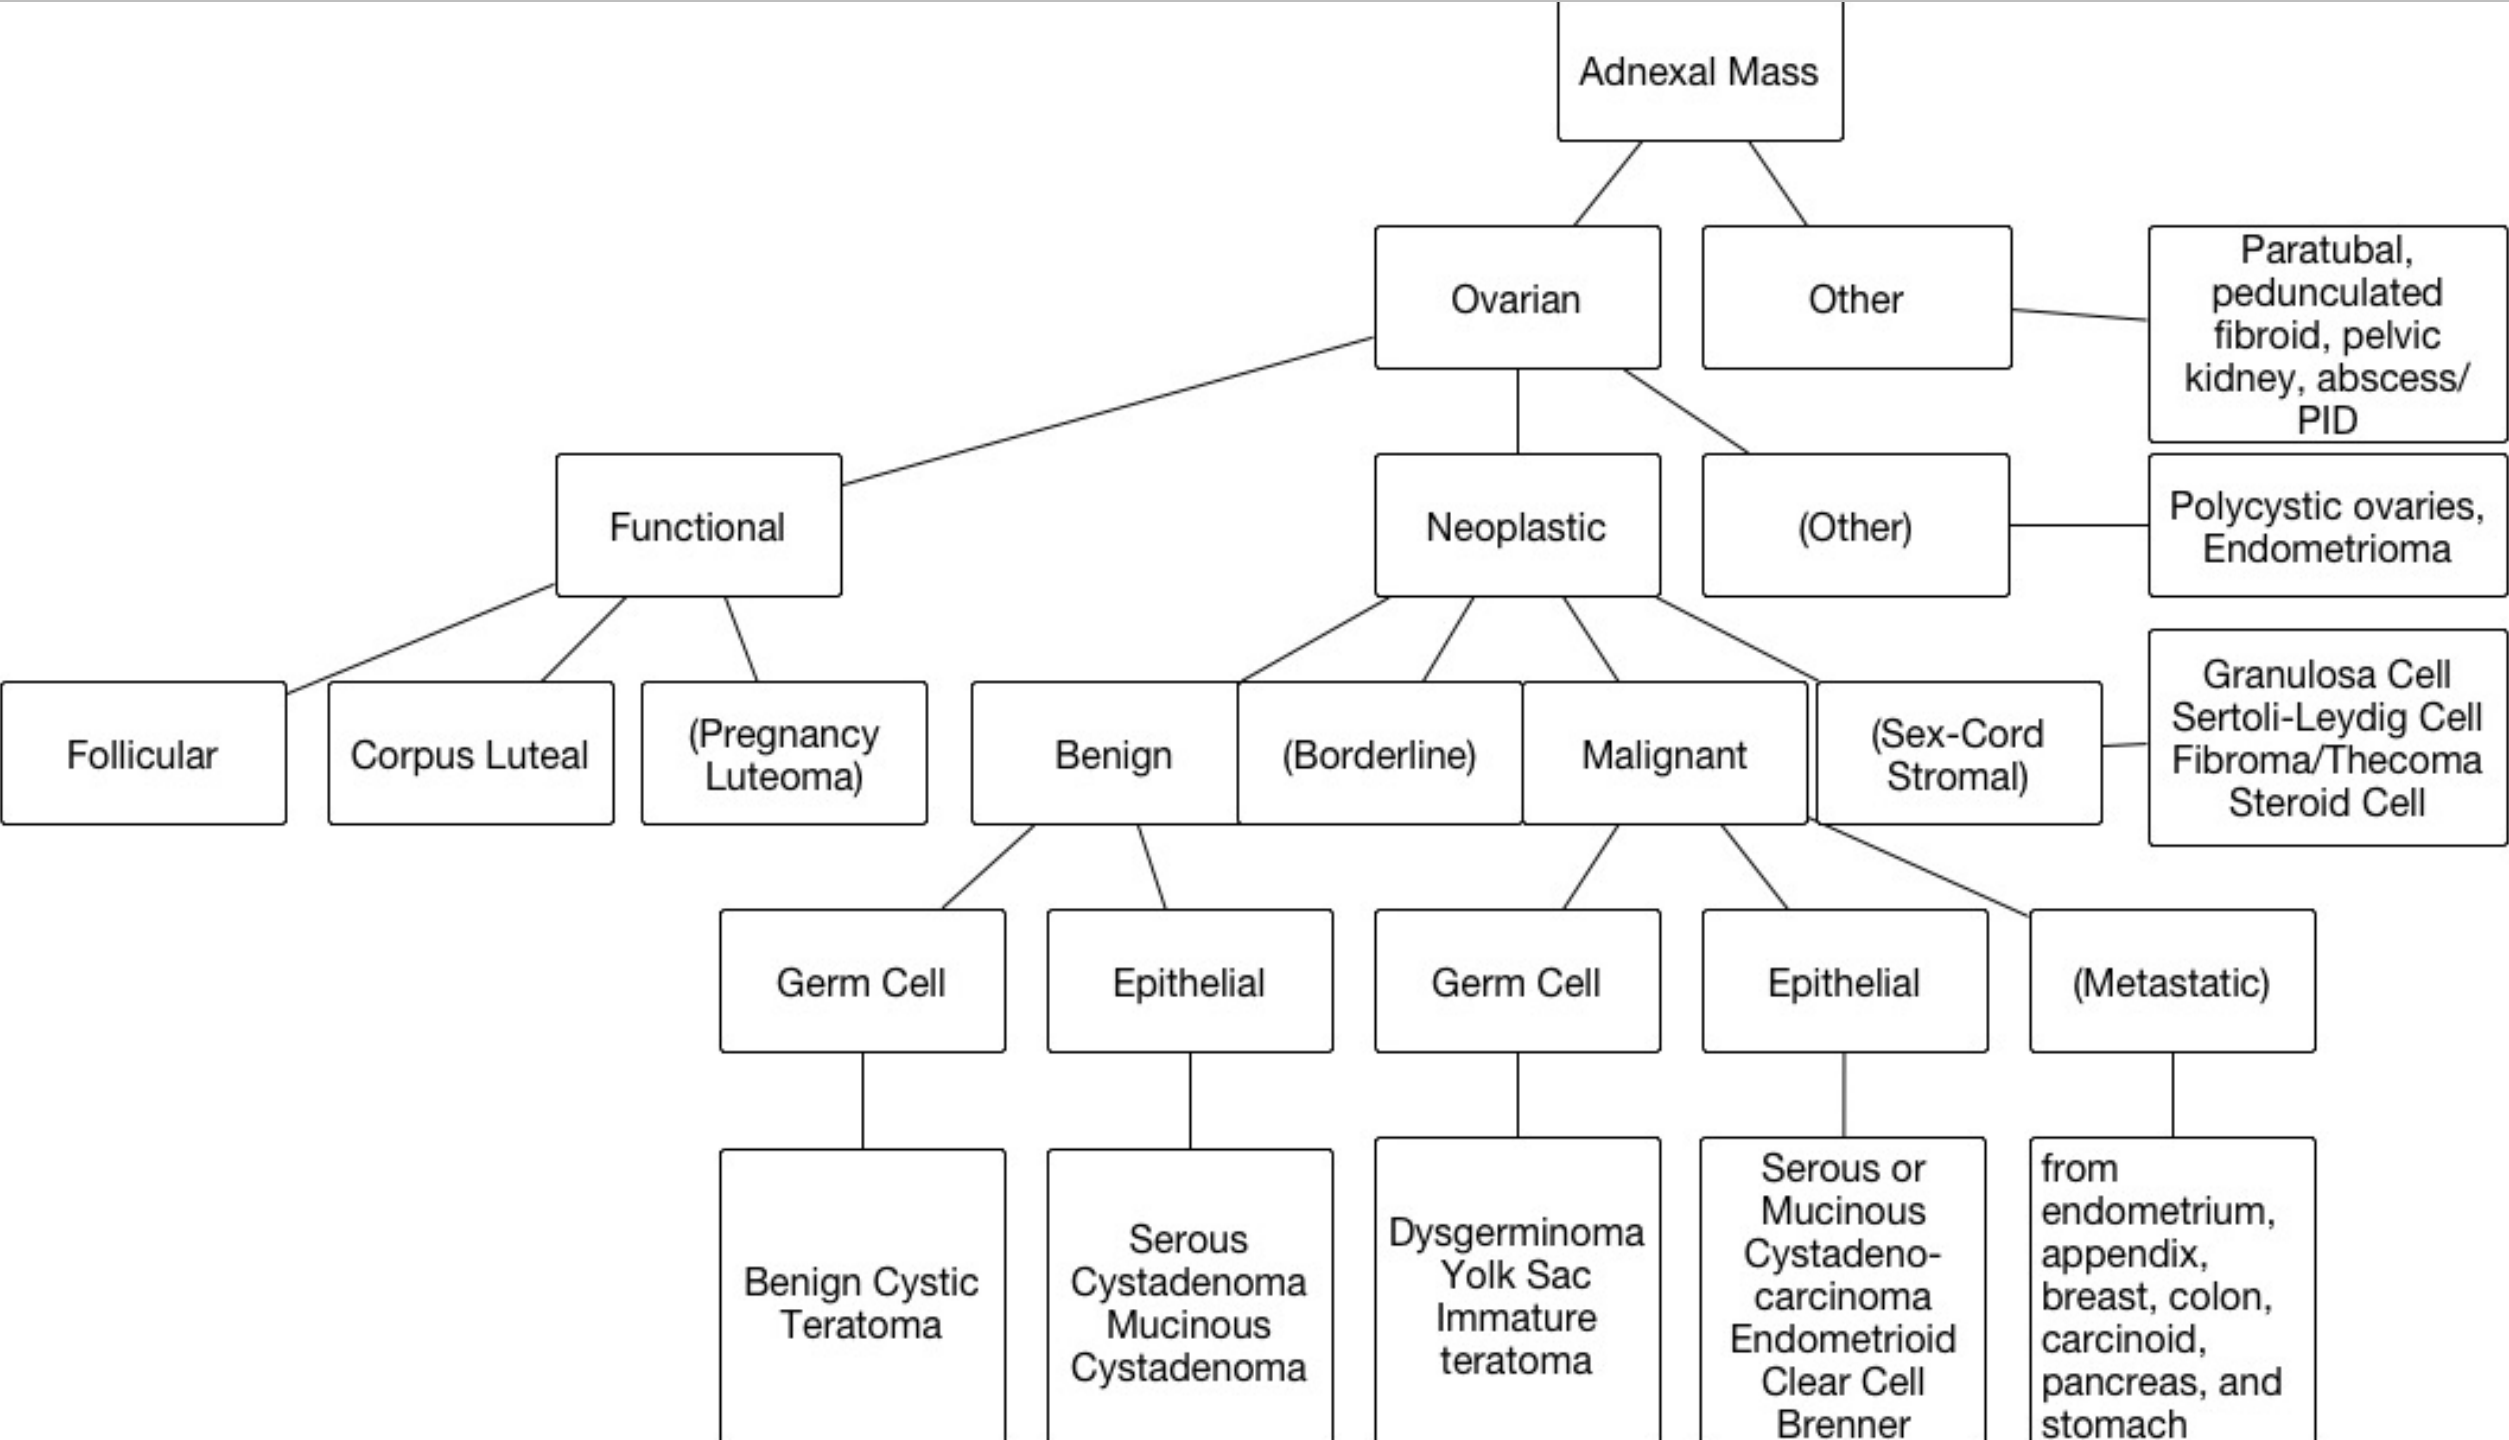 Adnexal Mass
Ovarian
Other
Paratubal,
pedunculated
fibroid, pelvic
kidney, abscess/
PID
Functional
Neoplastic
(Other)
Polycystic ovaries,
Endometrioma
Follicular
Corpus Luteal
(Pregnancy
Luteoma)
Benign
(Borderline)
Malignant
(Sex-Cord
Stromal)
Granulosa Cell
Sertoli-Leydig Cell
Fibroma/Thecoma
Steroid Cell
Germ Cell
Epithelial
Germ Cell
Epithelial
(Metastatic)
Benign Cystic
Teratoma
Serous
Cystadenoma
Mucinous
Cystadenoma
Dysgerminoma
Yolk Sac
Immature
teratoma
Serous or
Mucinous
Cystadeno-
carcinoma
Endometrioid
Clear Cell
Brenner
from
endometrium,
appendix,
breast, colon,
carcinoid,
pancreas, and
stomach